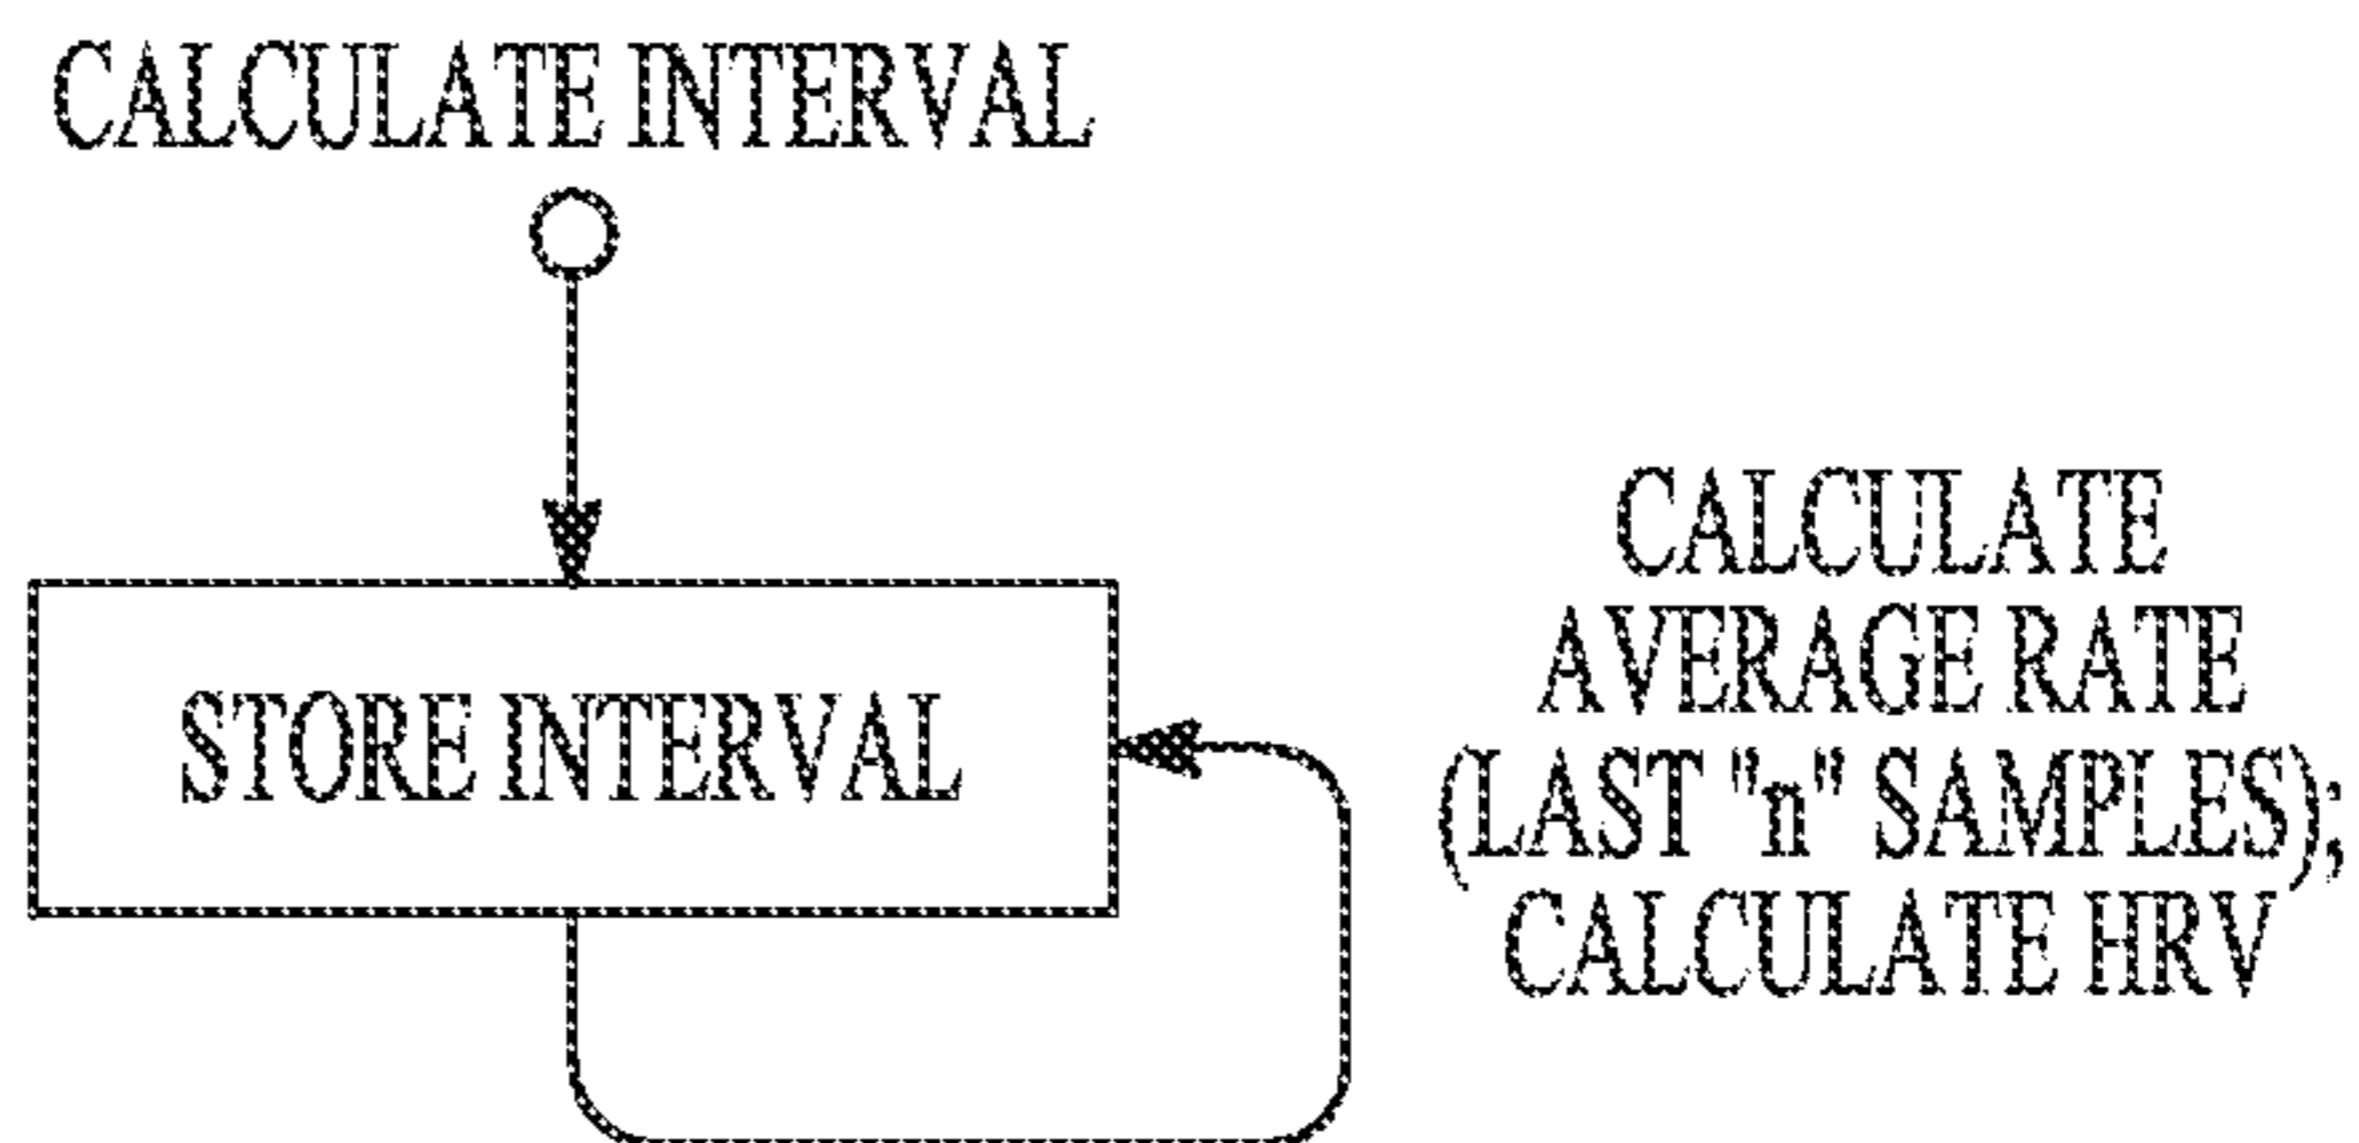 CALCULATE INTERVAL
STORE INTERVAL
CALCULATE
AVERAGE RATE
(LAST "n" SAMPLES);
CALCULATE HRV